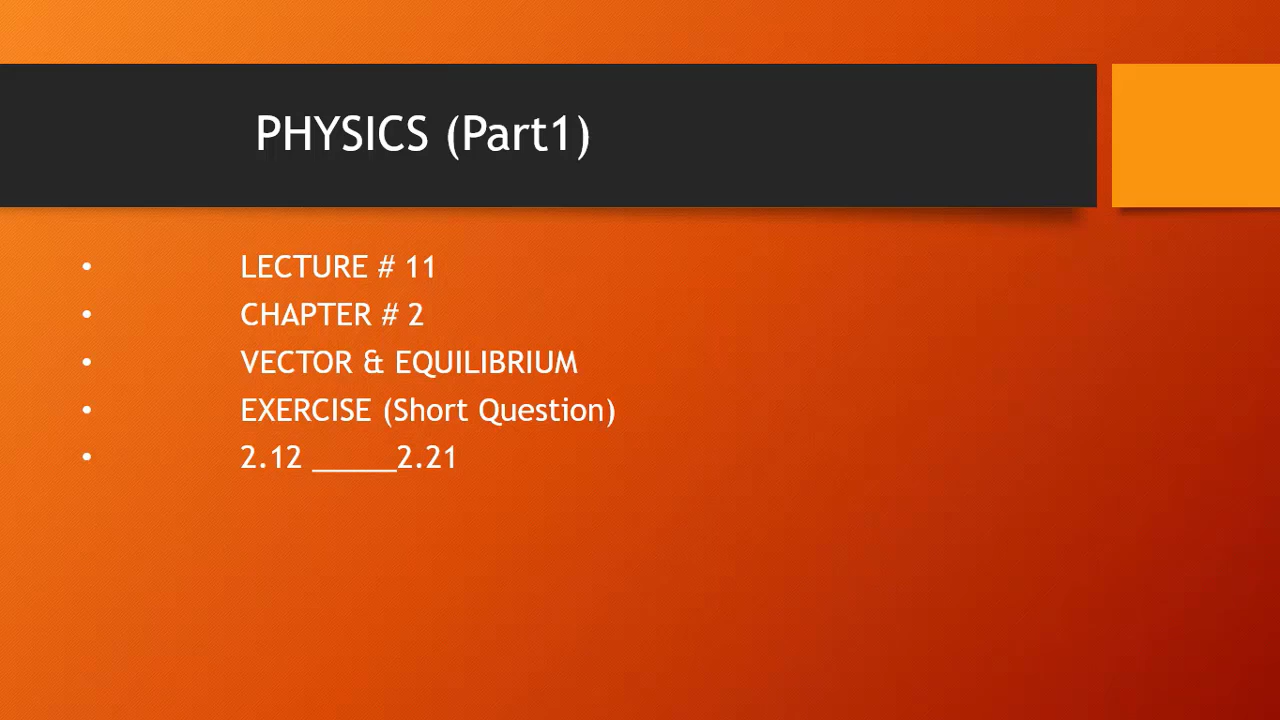 PHYSICS (Part1)
• LECTURE # 11
• CHAPTER # 2
• VECTOR & EQUILIBRIUM
• EXERCISE (Short Question)
• 2.12 _____2.21